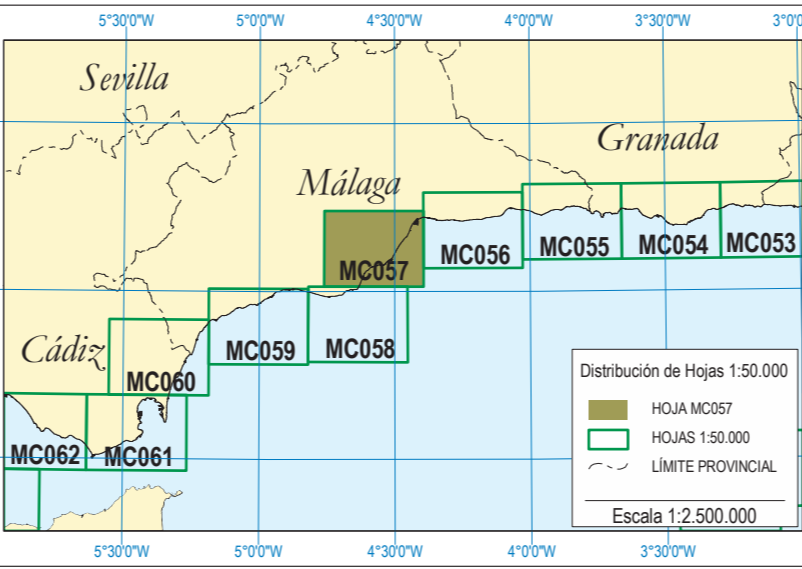 5°30'0"W 5°0'0"W 4°30'0"W 4°0'0"W 3°30'0"W 3°0'0
Sevilla
Granada
Málaga
MC057 MC056 MC055 MC054 MC053
Cádiz
MC060 MC059 MC058
MC062 MC061
Distribución de Hojas 1:50.000
HOJA MC057
HOJAS 1:50.000
LÍMITE PROVINCIAL
Escala 1:2.500.000
5°30'0"W 5°0'0"W 4°30'0"W 4°0'0"W 3°30'0"W